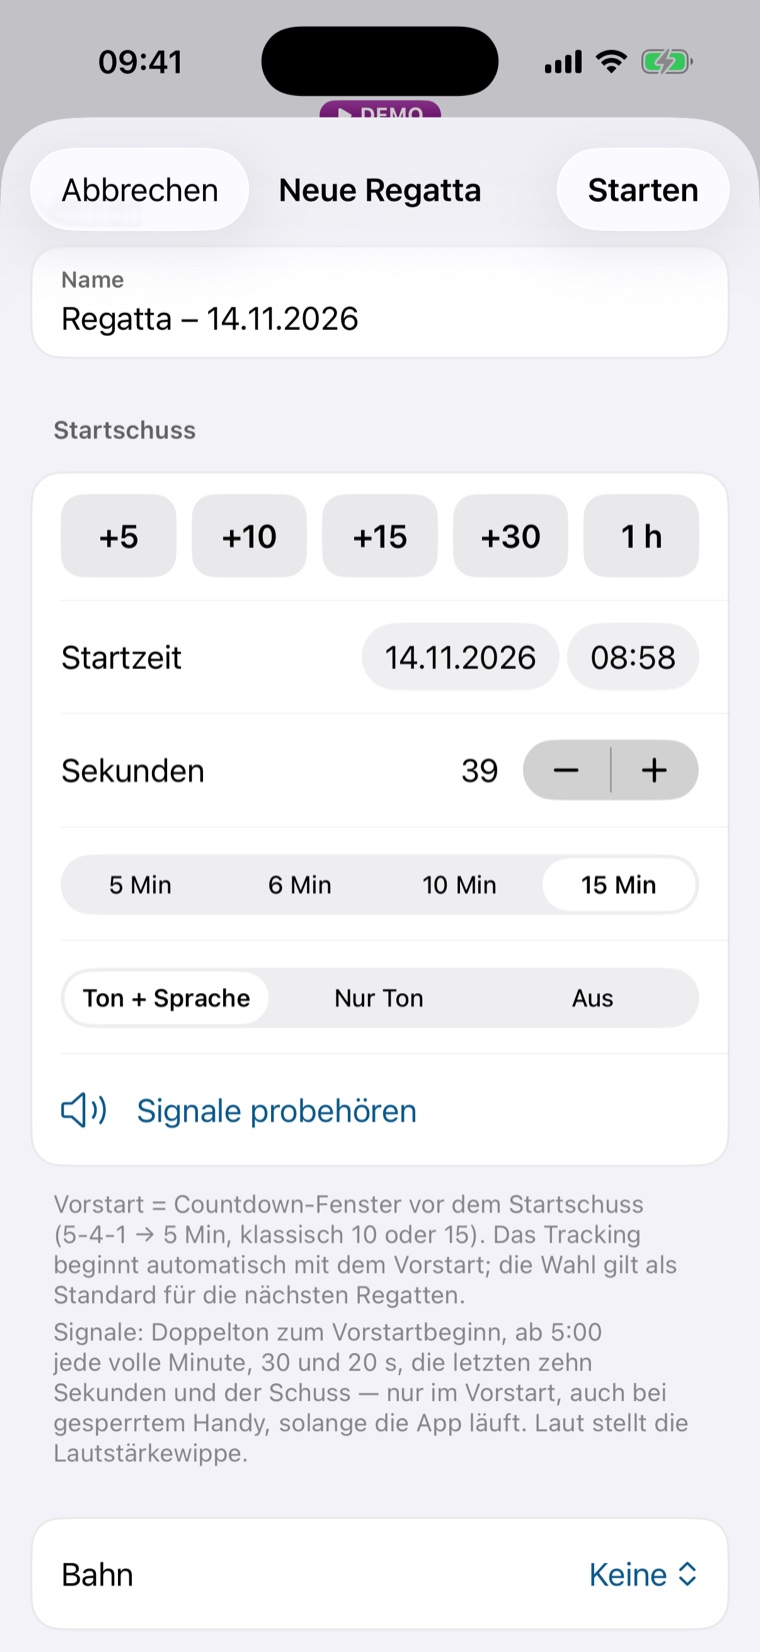 09:41
DEMO
Abbrechen
Neue Regatta
Starten
Name
Regatta – 14.11.2026
Startschuss
+5
+10
+15
+30
1 h
Startzeit
14.11.2026
08:58
Sekunden
39
5 Min
6 Min
10 Min
15 Min
Ton + Sprache
Nur Ton
Aus
Signale probehören
Vorstart = Countdown-Fenster vor dem Startschuss
(5-4-1 → 5 Min, klassisch 10 oder 15). Das Tracking
beginnt automatisch mit dem Vorstart; die Wahl gilt als
Standard für die nächsten Regatten.
Signale: Doppelton zum Vorstartbeginn, ab 5:00
jede volle Minute, 30 und 20 s, die letzten zehn
Sekunden und der Schuss — nur im Vorstart, auch bei
gesperrtem Handy, solange die App läuft. Laut stellt die
Lautstärkewippe.
Bahn
Keine